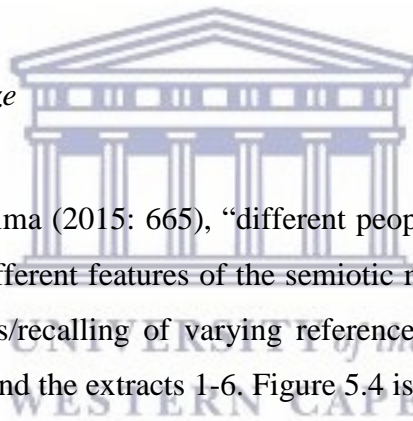 ze
ma (2015: 665), “different peop
fferent features of the semiotic
s/recalling of varying reference
UNIVERSITY of the
nd the extracts 1-6. Figure 5.4 is
WESTERN CAPE